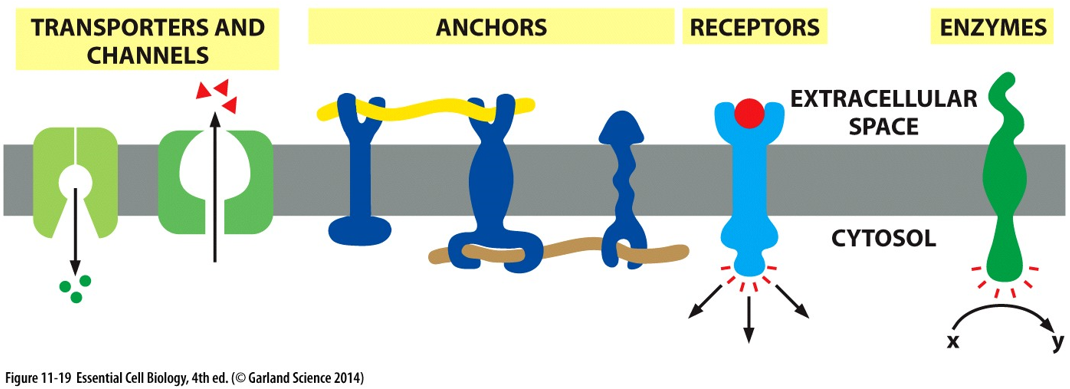 TRANSPORTERS AND
CHANNELS
ANCHORS
RECEPTORS
ENZYMES
EXTRACELLULAR
SPACE
CYTOSOL
x
y
Figure 11-19 Essential Cell Biology, 4th ed. (© Garland Science 2014)